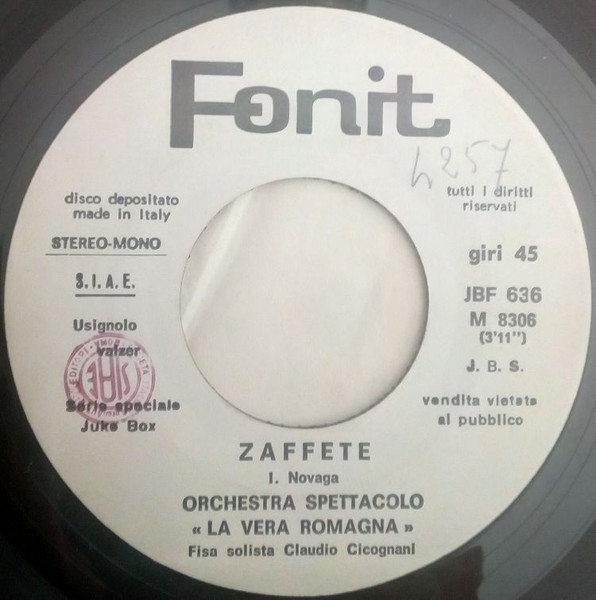 Fonit
4257
disco depositato
made in Italy
tutti i diritti
riservati
STEREO-MONO
giri 45
S.I.A.E.
JBF 636
M 8306
(3'11")
Usignolo
valzer
J. B. S.
Serie speciale
Juke Box
vendita vietata
al pubblico
SIAE
ZAFFETE
I. Novaga
ORCHESTRA SPETTACOLO
« LA VERA ROMAGNA »
Fisa solista Claudio Cicognani